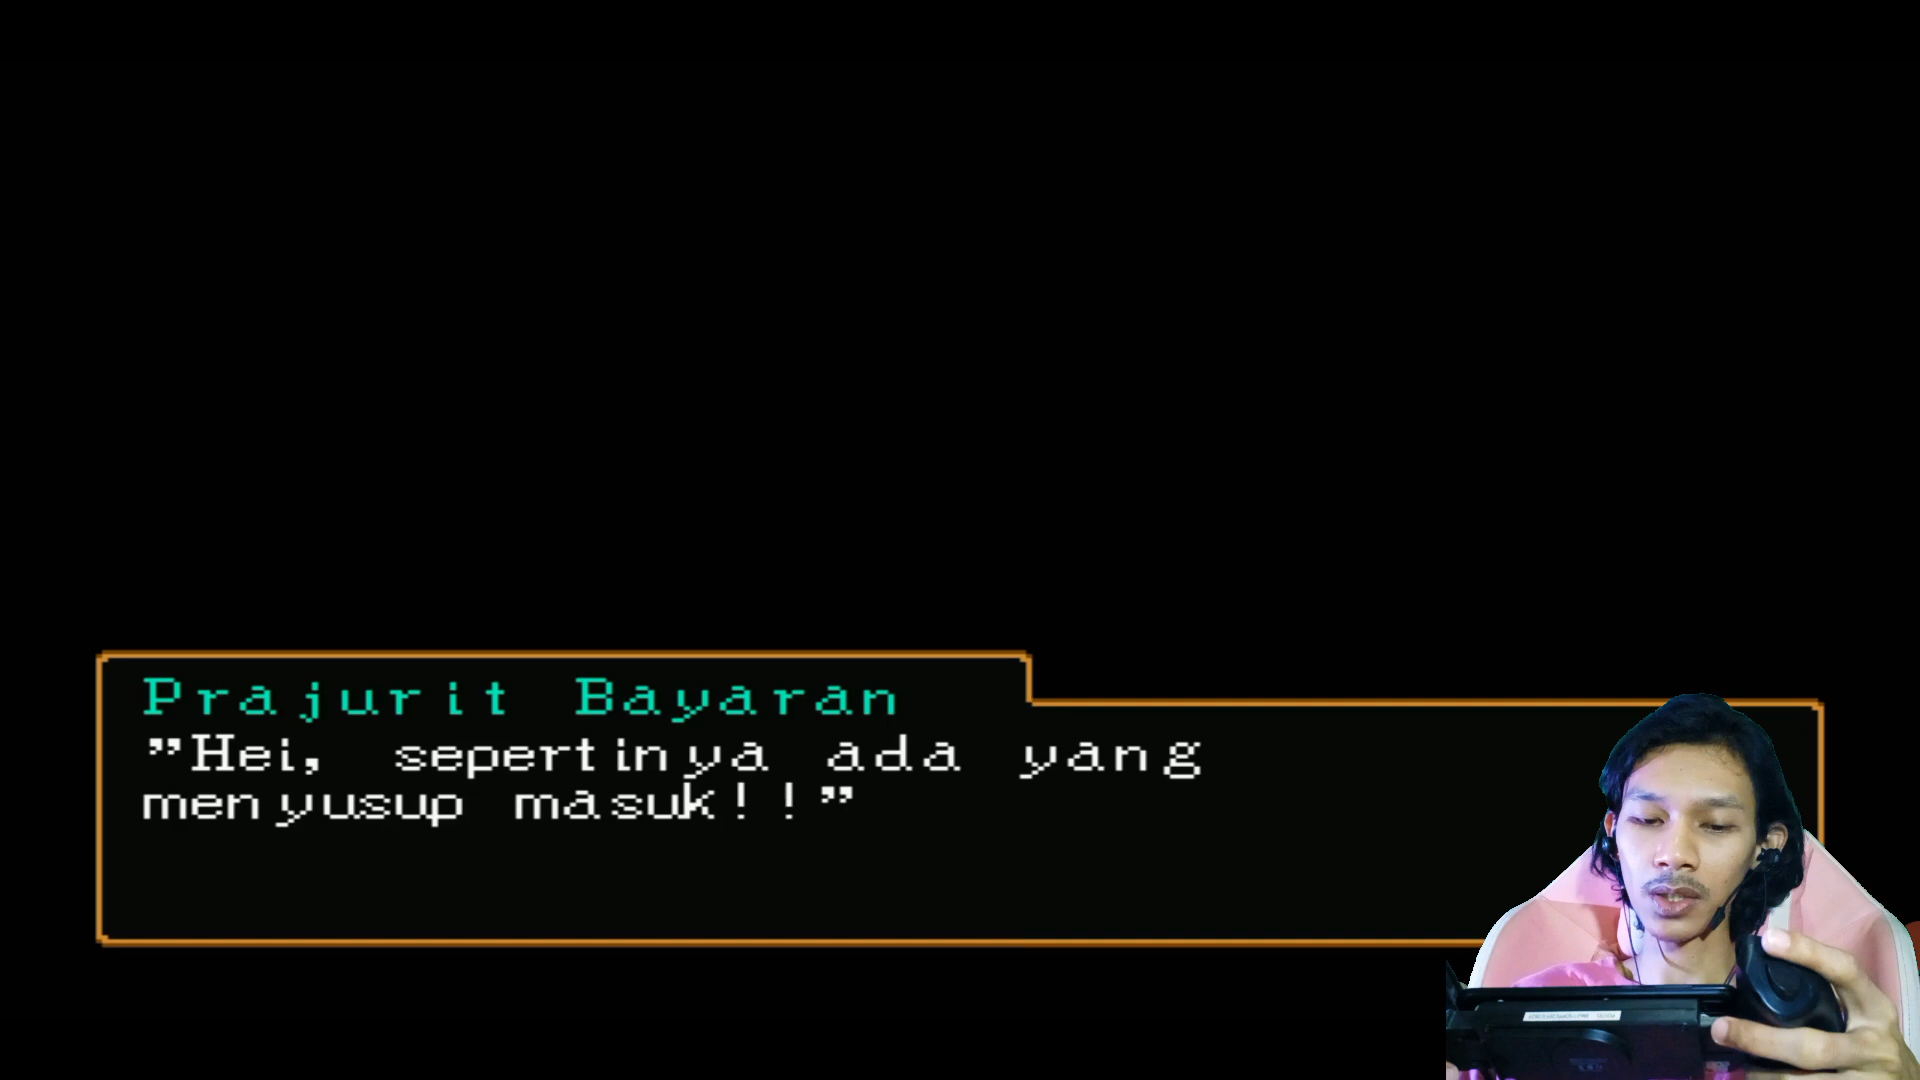 Prajurit Bayaran
”Hei, sepertinya ada yang
menyusup masuk!!”